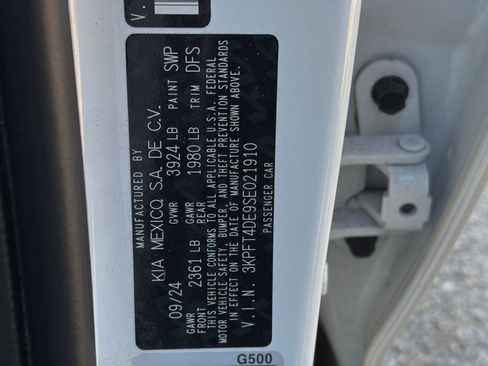 V.
MANUFACTURED BY
KIA MEXICO, S.A. DE C.V.
09/24 GVWR 3924 LB PAINT SWP
GAWR FRONT 2361 LB GAWR REAR 1980 LB TRIM DFS
THIS VEHICLE CONFORMS TO ALL APPLICABLE U.S.A. FEDERAL
MOTOR VEHICLE SAFETY, BUMPER, AND THEFT PREVENTION STANDARDS
IN EFFECT ON THE DATE OF MANUFACTURE SHOWN ABOVE.
V.I.N. 3KPFT4DE9SE021910
PASSENGER CAR
G500